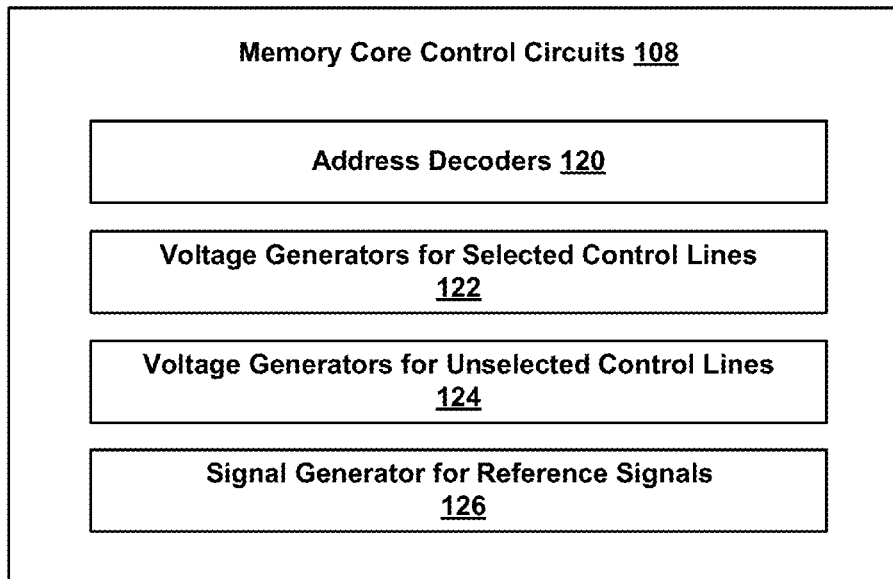 Memory Core Control Circuits 108
Address Decoders 120
Voltage Generators for Selected Control Lines
122
Voltage Generators for Unselected Control Lines
124
Signal Generator for Reference Signals
126